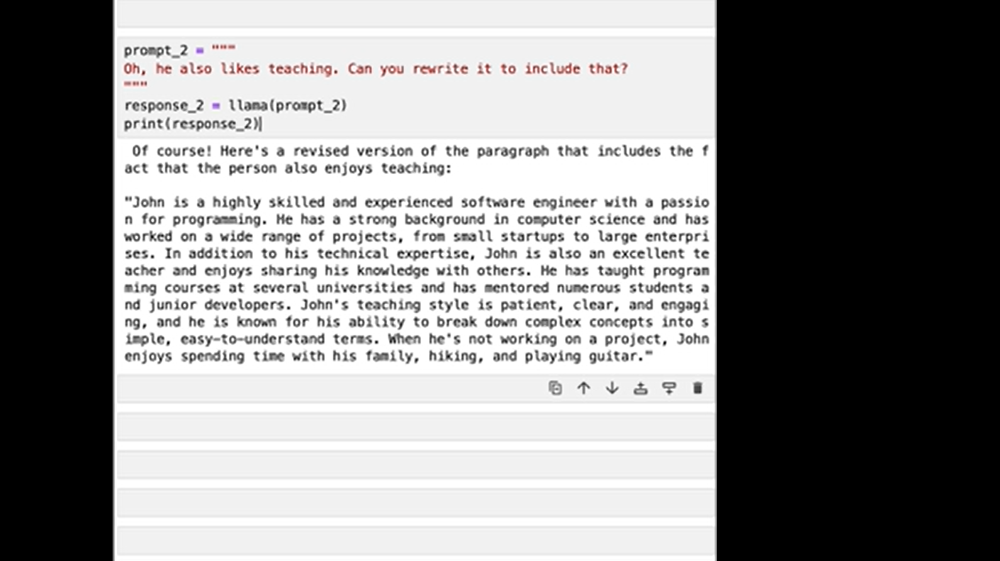 prompt_2 = """
Oh, he also likes teaching. Can you rewrite it to include that?
"""
response_2 = llama(prompt_2)
print(response_2)
Of course! Here's a revised version of the paragraph that includes the f
act that the person also enjoys teaching:
"John is a highly skilled and experienced software engineer with a passio
n for programming. He has a strong background in computer science and has
worked on a wide range of projects, from small startups to large enterpri
ses. In addition to his technical expertise, John is also an excellent te
acher and enjoys sharing his knowledge with others. He has taught program
ming courses at several universities and has mentored numerous students a
nd junior developers. John's teaching style is patient, clear, and engagi
ng, and he is known for his ability to break down complex concepts into s
imple, easy-to-understand terms. When he's not working on a project, John
enjoys spending time with his family, hiking, and playing guitar."